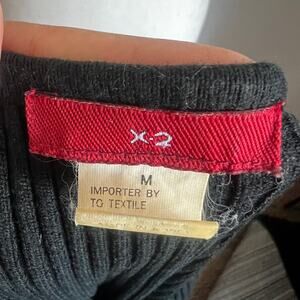 X-2
M
IMPORTER BY
TG TEXTILE